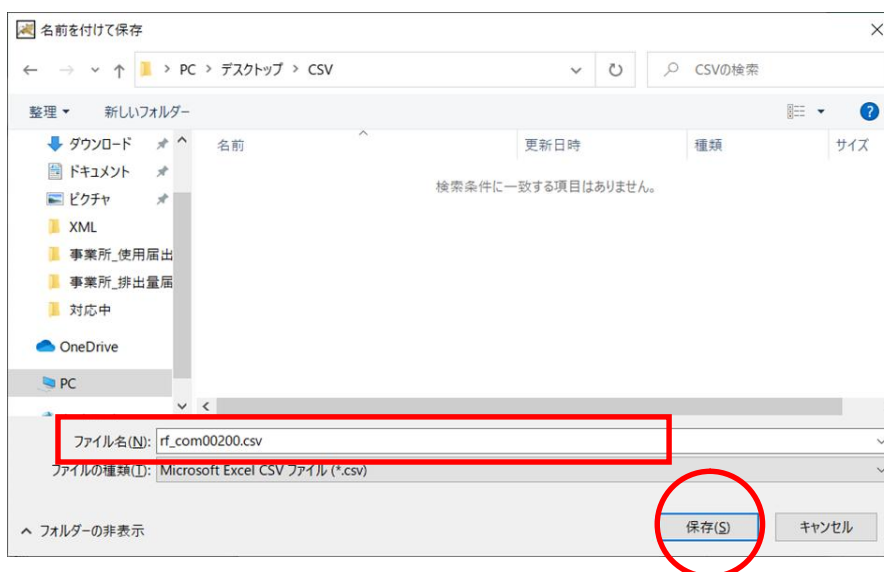 名前を付けて保存
PC > デスクトップ > CSV
CSVの検索
整理
新しいフォルダー
名前
更新日時
種類
サイズ
検索条件に一致する項目はありません。
ダウンロード
ドキュメント
ピクチャ
XML
事業所_使用届出
事業所_排出量届
対応中
OneDrive
PC
ファイル名(N):
rf_com00200.csv
ファイルの種類(T):
Microsoft Excel CSV ファイル (*.csv)
フォルダーの非表示
保存(S)
キャンセル